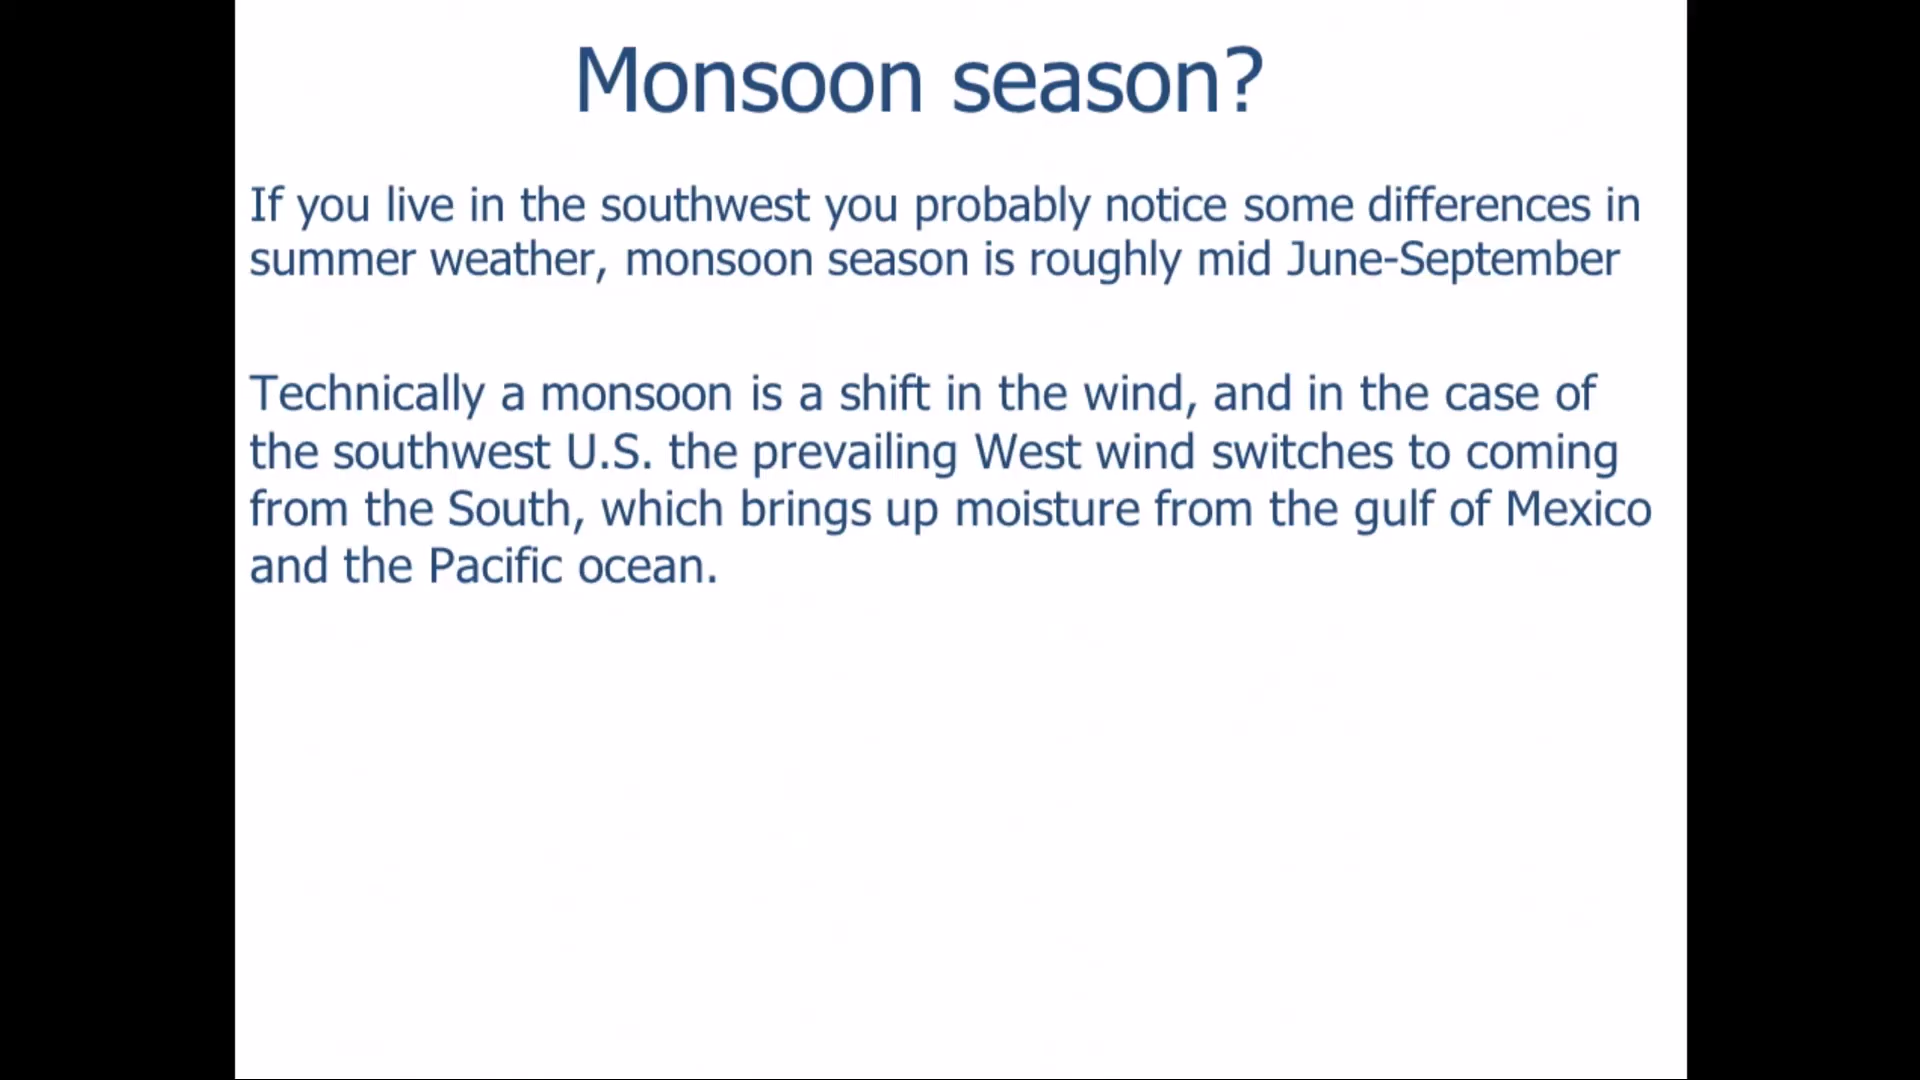 Monsoon season?
If you live in the southwest you probably notice some differences in
summer weather, monsoon season is roughly mid June-September
Technically a monsoon is a shift in the wind, and in the case of
the southwest U.S. the prevailing West wind switches to coming
from the South, which brings up moisture from the gulf of Mexico
and the Pacific ocean.